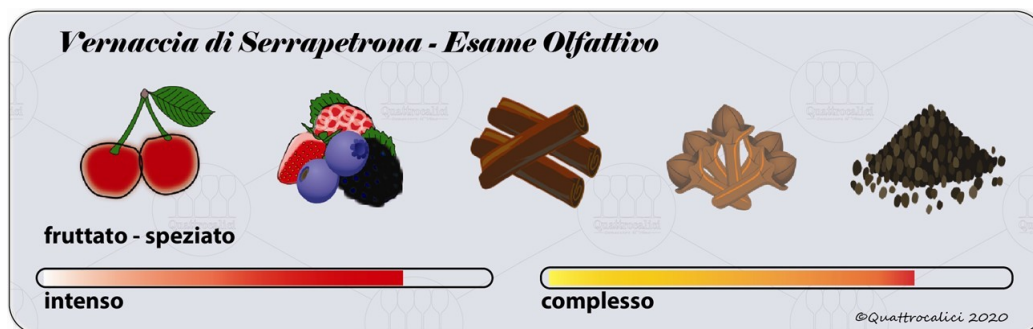 Vernaccia di Serrapetrona - Esame Olfattivo
fruttato - speziato
intenso
complesso
©Quattrocalici 2020